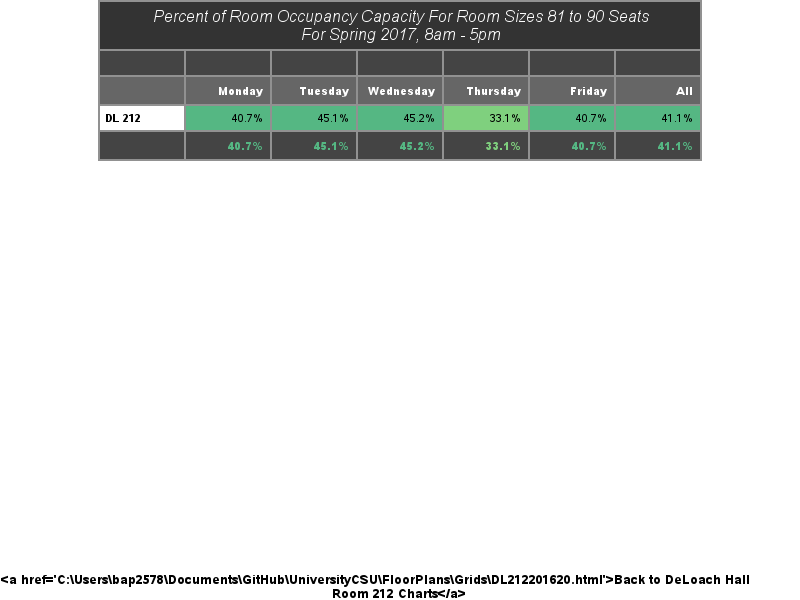 Percent of Room Occupancy Capacity For Room Sizes 81 to 90 Seats
For Spring 2017, 8am - 5pm
Monday Tuesday Wednesday Thursday Friday All
DL 212 40.7% 45.1% 45.2% 33.1% 40.7% 41.1%
40.7% 45.1% 45.2% 33.1% 40.7% 41.1%
<a href='C:\Users\bap2578\Documents\GitHub\UniversityCSU\FloorPlans\Grids\DL212201620.html'>Back to DeLoach Hall
Room 212 Charts</a>